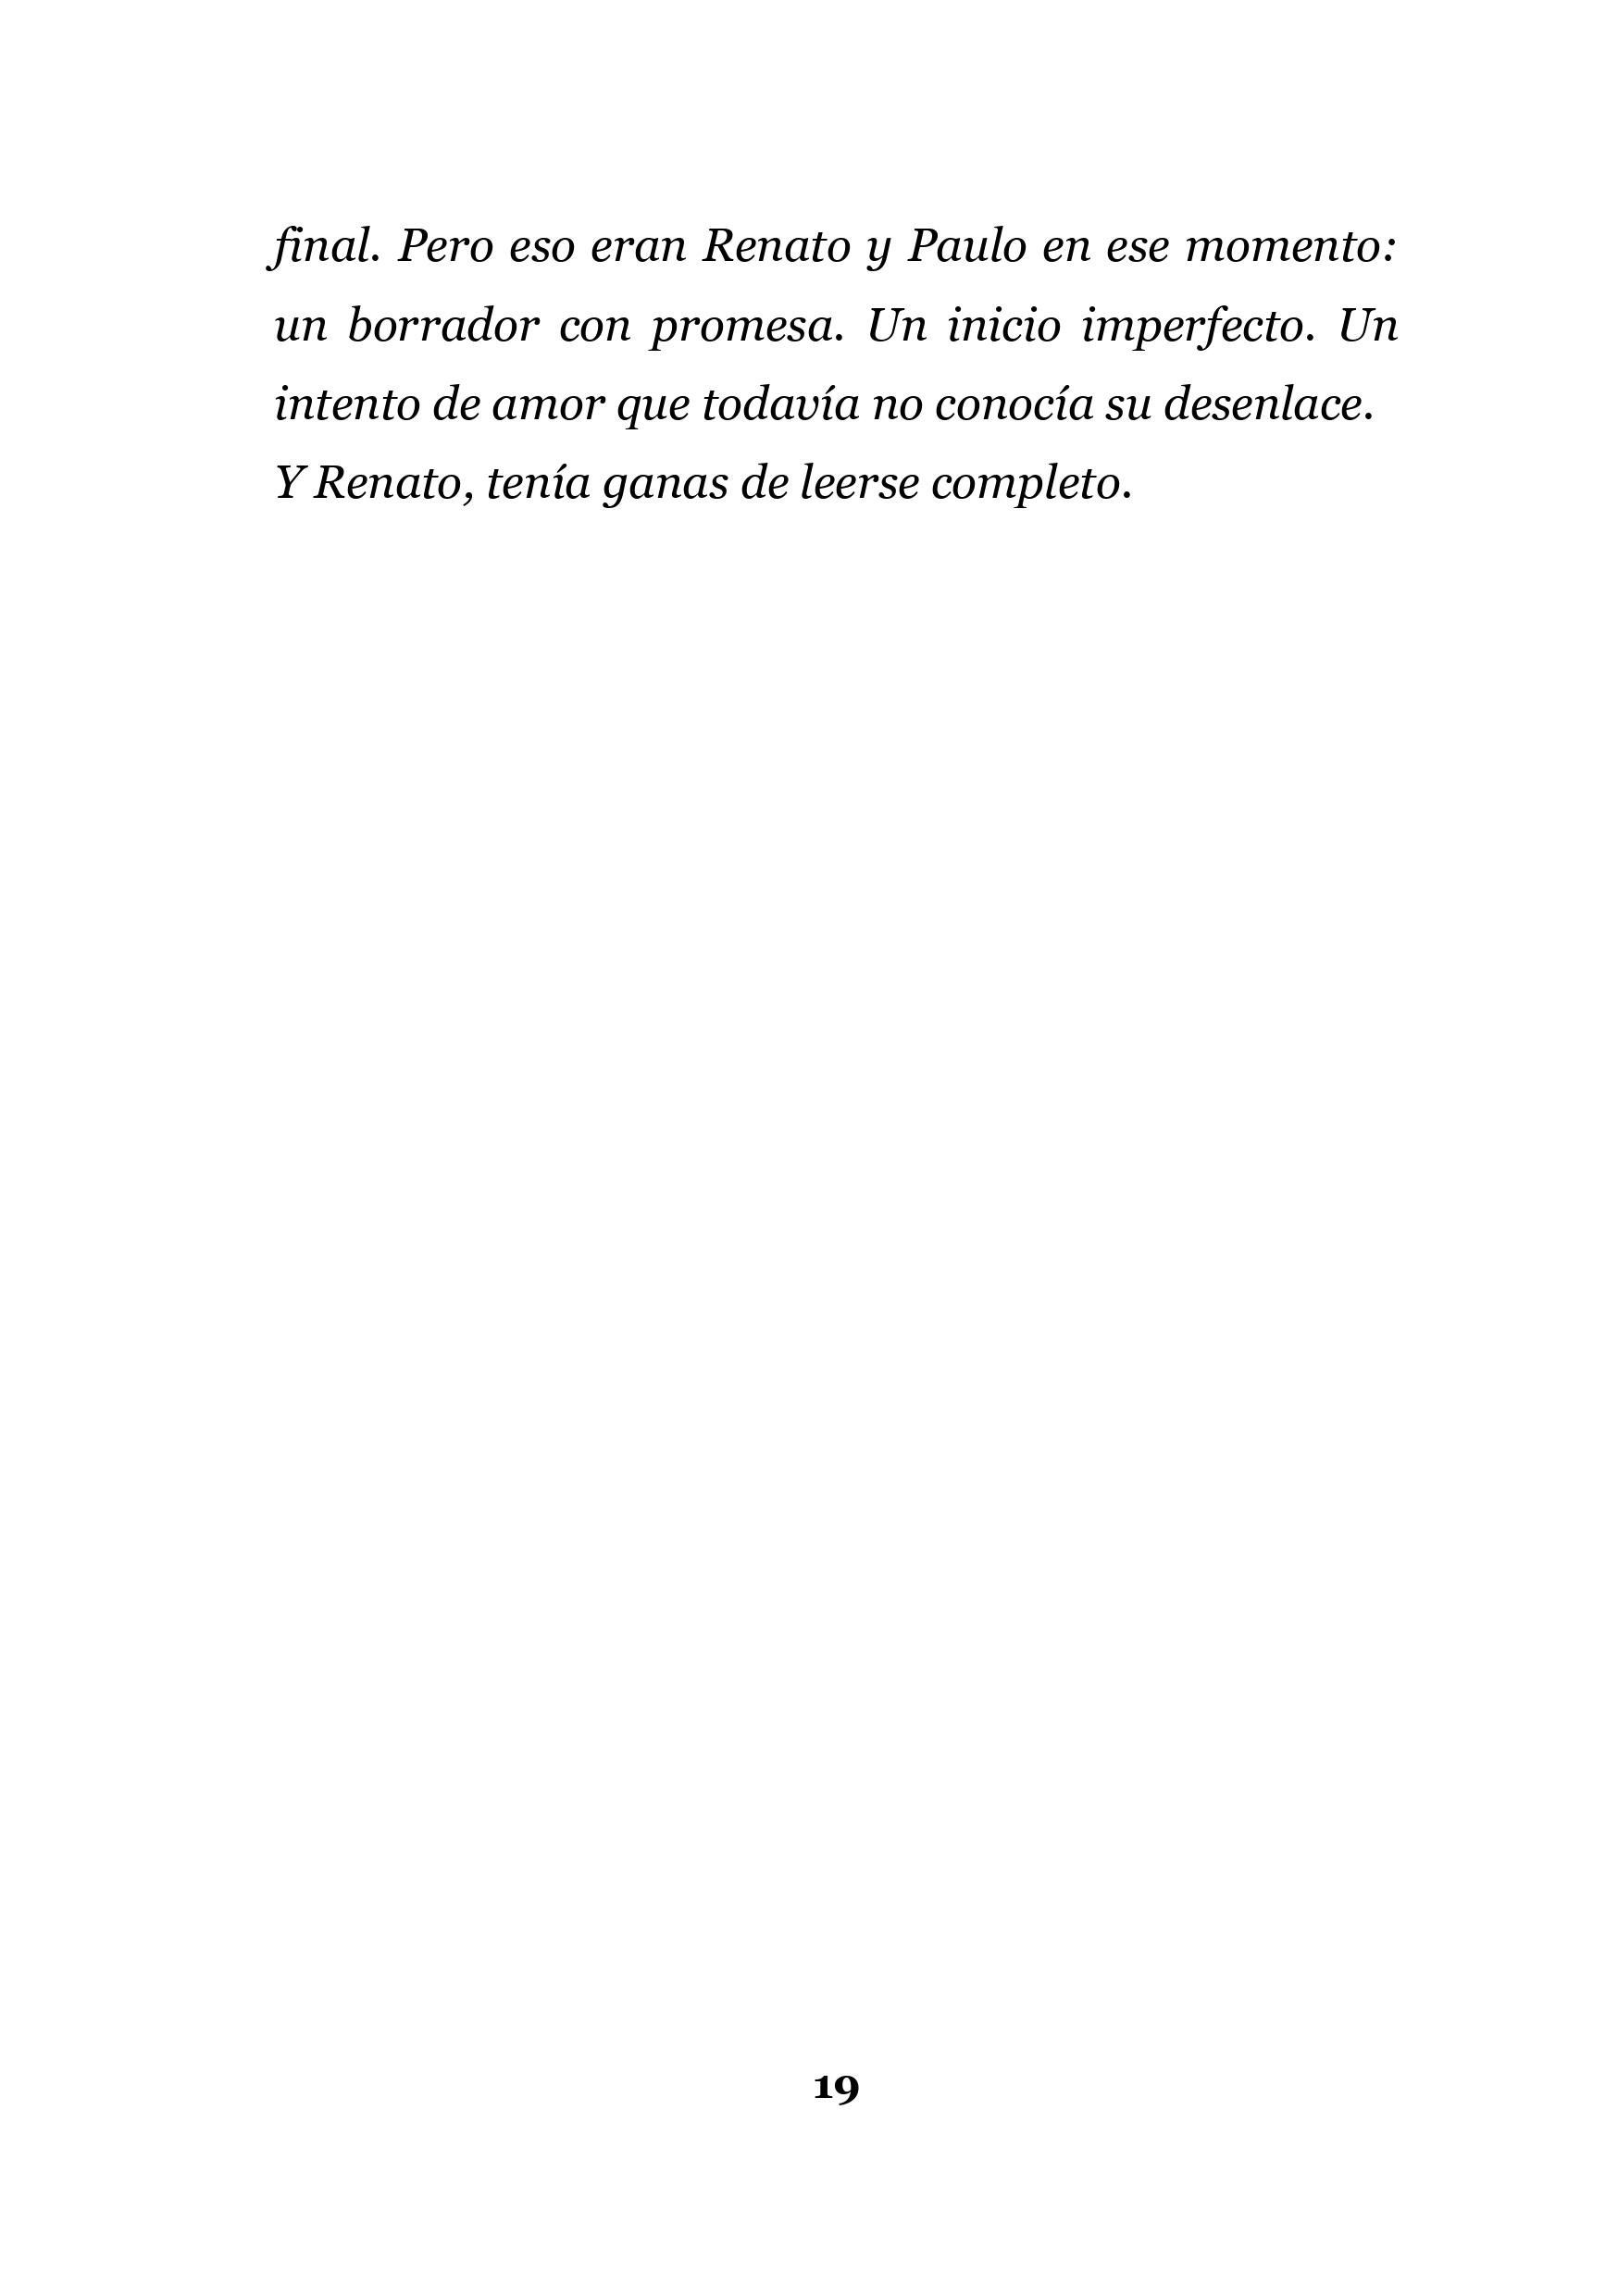 final. Pero eso eran Renato y Paulo en ese momento:
un borrador con promesa. Un inicio imperfecto. Un
intento de amor que todavía no conocía su desenlace.
Y Renato, tenía ganas de leerse completo.
19